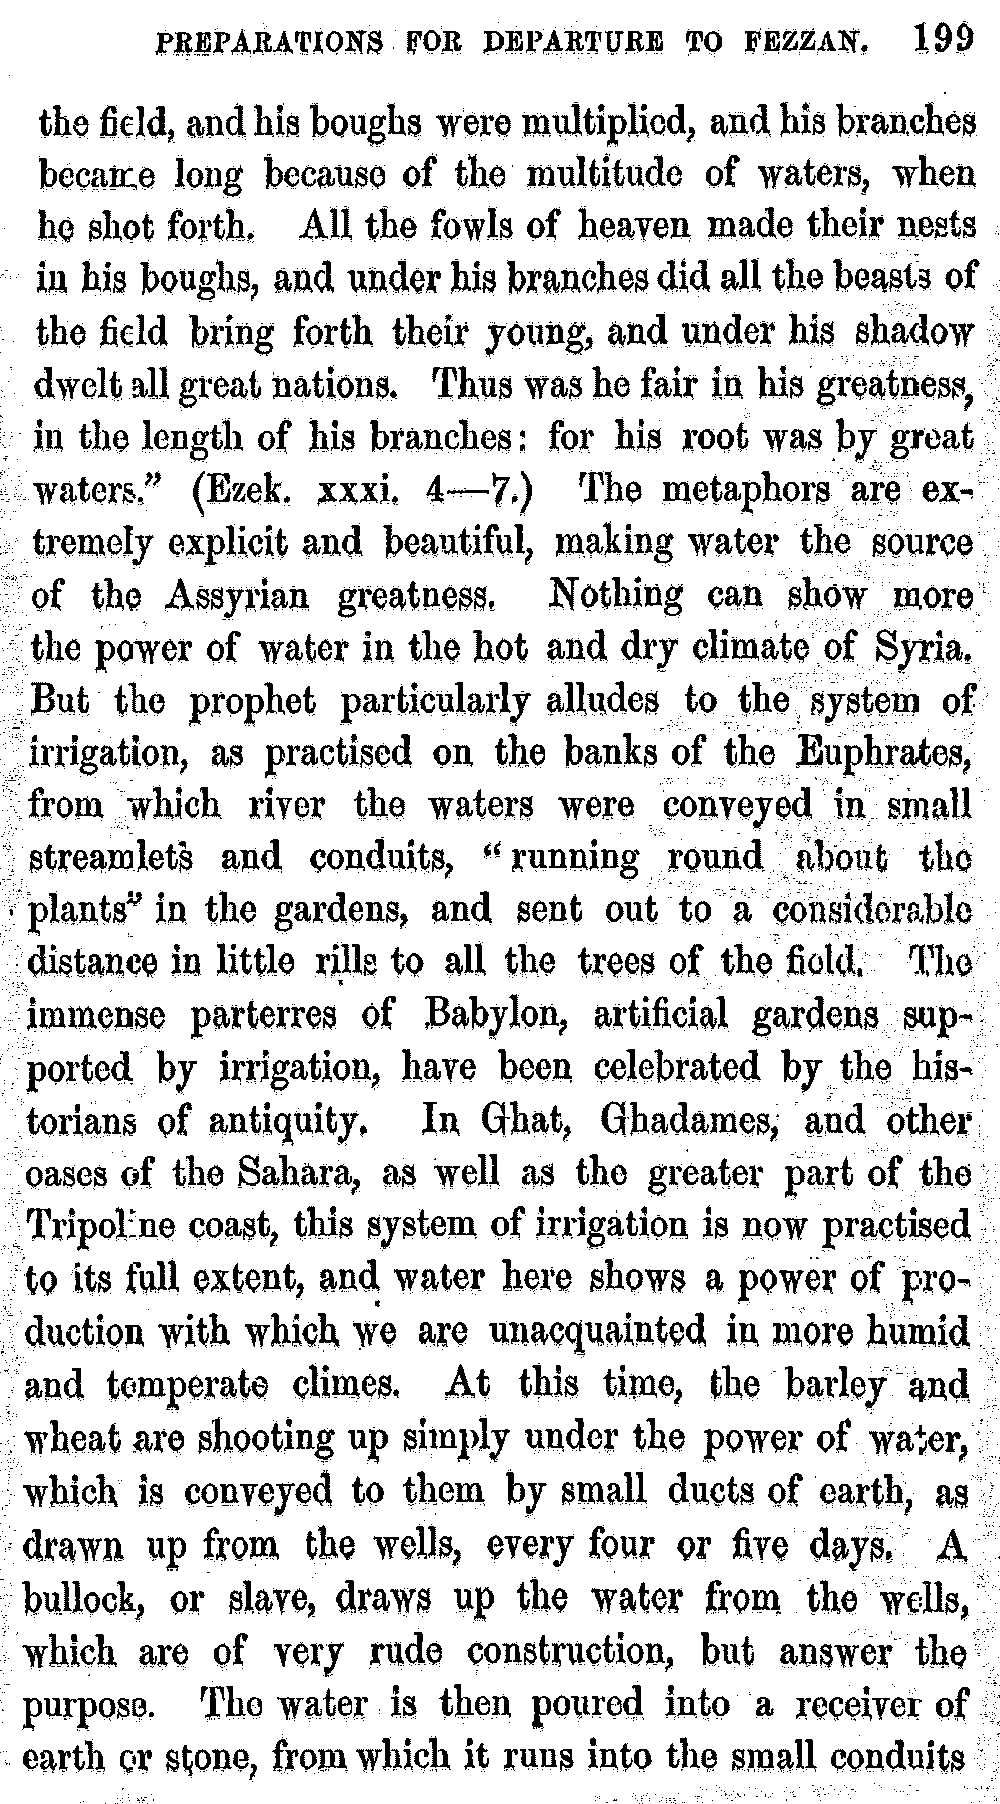 PREPARATIONS FOR DEPARTURE TO FEZZAN. 199
the field, and his boughs were multiplied, and his branches
became long because of the multitude of waters, when
he shot forth. All the fowls of heaven made their nests
in his boughs, and under his branches did all the beasts of
the field bring forth their young, and under his shadow
dwelt all great nations. Thus was he fair in his greatness,
in the length of his branches: for his root was by great
waters.” (Ezek. xxxi. 4—7.) The metaphors are ex-
tremely explicit and beautiful, making water the source
of the Assyrian greatness. Nothing can show more
the power of water in the hot and dry climate of Syria.
But the prophet particularly alludes to the system of
irrigation, as practised on the banks of the Euphrates,
from which river the waters were conveyed in small
streamlets and conduits, “running round about the
plants” in the gardens, and sent out to a considerable
distance in little rills to all the trees of the field. The
immense parterres of Babylon, artificial gardens sup-
ported by irrigation, have been celebrated by the his-
torians of antiquity. In Ghat, Ghadames, and other
oases of the Sahara, as well as the greater part of the
Tripoline coast, this system of irrigation is now practised
to its full extent, and water here shows a power of pro-
duction with which we are unacquainted in more humid
and temperate climes. At this time, the barley and
wheat are shooting up simply under the power of water,
which is conveyed to them by small ducts of earth, as
drawn up from the wells, every four or five days. A
bullock, or slave, draws up the water from the wells,
which are of very rude construction, but answer the
purpose. The water is then poured into a receiver of
earth or stone, from which it runs into the small conduits